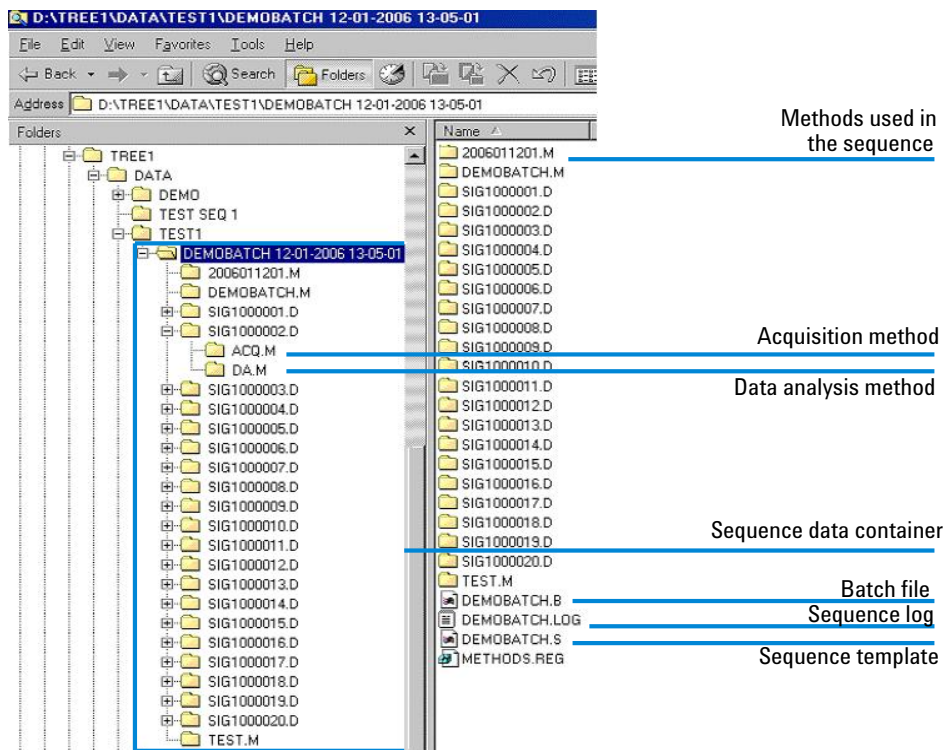 D:\TREE1\DATA\TEST1\DEMOBATCH 12-01-2006 13-05-01
File Edit View Favorites Tools Help
Back Search Folders
Address D:\TREE1\DATA\TEST1\DEMOBATCH 12-01-2006 13-05-01
Folders
TREE1
DATA
DEMO
TEST SEQ 1
TEST1
DEMOBATCH 12-01-2006 13-05-01
2006011201.M
DEMOBATCH.M
SIG1000001.D
SIG1000002.D
ACQ.M
DA.M
SIG1000003.D
SIG1000004.D
SIG1000005.D
SIG1000006.D
SIG1000007.D
SIG1000008.D
SIG1000009.D
SIG1000010.D
SIG1000011.D
SIG1000012.D
SIG1000013.D
SIG1000014.D
SIG1000015.D
SIG1000016.D
SIG1000017.D
SIG1000018.D
SIG1000019.D
SIG1000020.D
TEST.M
Name
2006011201.M
DEMOBATCH.M
SIG1000001.D
SIG1000002.D
SIG1000003.D
SIG1000004.D
SIG1000005.D
SIG1000006.D
SIG1000007.D
SIG1000008.D
SIG1000009.D
SIG1000010.D
SIG1000011.D
SIG1000012.D
SIG1000013.D
SIG1000014.D
SIG1000015.D
SIG1000016.D
SIG1000017.D
SIG1000018.D
SIG1000019.D
SIG1000020.D
TEST.M
DEMOBATCH.B
DEMOBATCH.LOG
DEMOBATCH.S
METHODS.REG
Methods used in
the sequence
Acquisition method
Data analysis method
Sequence data container
Batch file
Sequence log
Sequence template